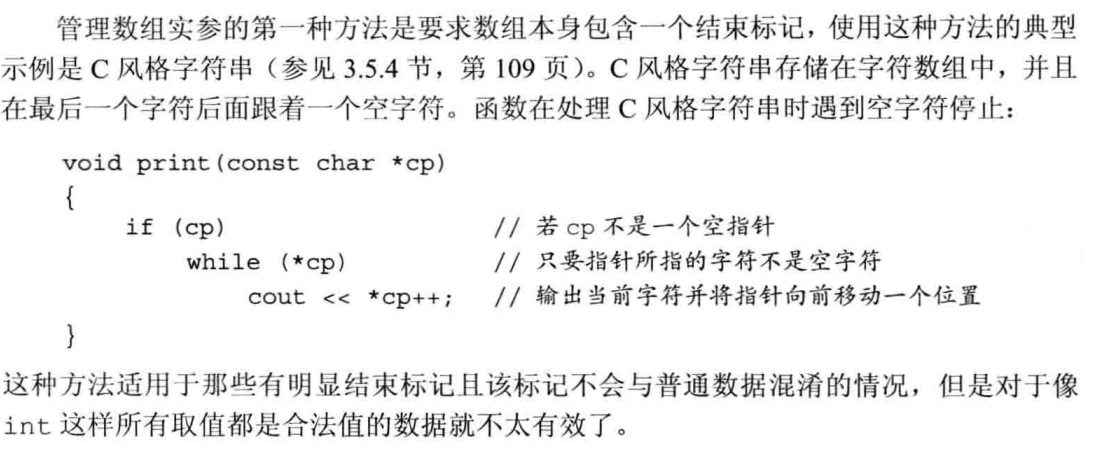 管理数组实参的第一种方法是要求数组本身包含一个结束标记，使用这种方法的典型
示例是 C 风格字符串（参见 3.5.4 节，第 109 页）。C 风格字符串存储在字符数组中，并且
在最后一个字符后面跟着一个空字符。函数在处理 C 风格字符串时遇到空字符停止：
void print(const char *cp)
{
if (cp) // 若 cp 不是一个空指针
while (*cp) // 只要指针所指的字符不是空字符
cout << *cp++; // 输出当前字符并将指针向前移动一个位置
}
这种方法适用于那些有明显结束标记且该标记不会与普通数据混淆的情况，但是对于像
int 这样所有取值都是合法值的数据就不太有效了。